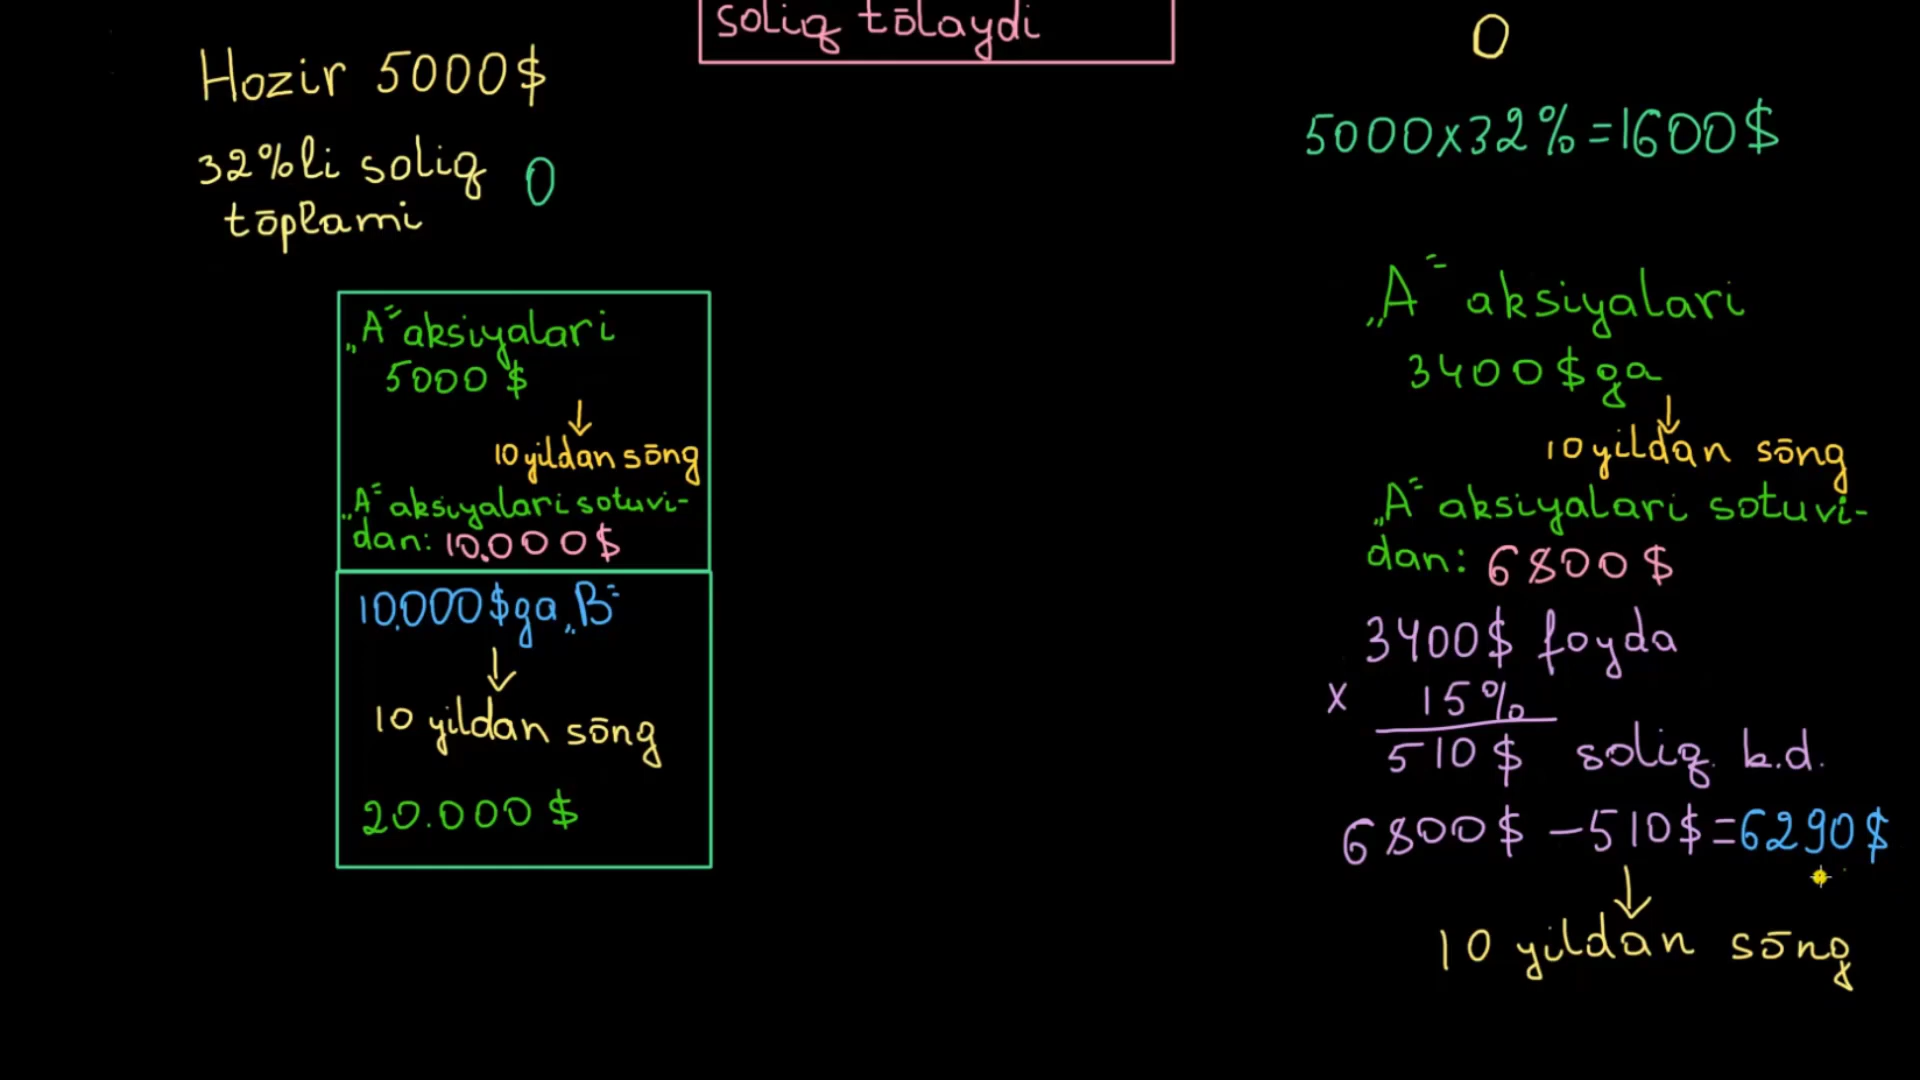 soliq tōlaydi
Hozir 5000$
32%li soliq 0
tōplami
„A" aksiyalari
5000 $
10 yildan sōng
„A" aksiyalari sotuvi-
dan: 10.000$
10.000$ga „B"
10 yildan sōng
20.000 $
0
5000x32%=1600$
„A" aksiyalari
3400$ga
10 yildan sōng
„A" aksiyalari sotuvi-
dan: 6800$
3400$ foyda
x 15%
510$ soliq k.d.
6800$ -510$=6290$
10 yildan sōng